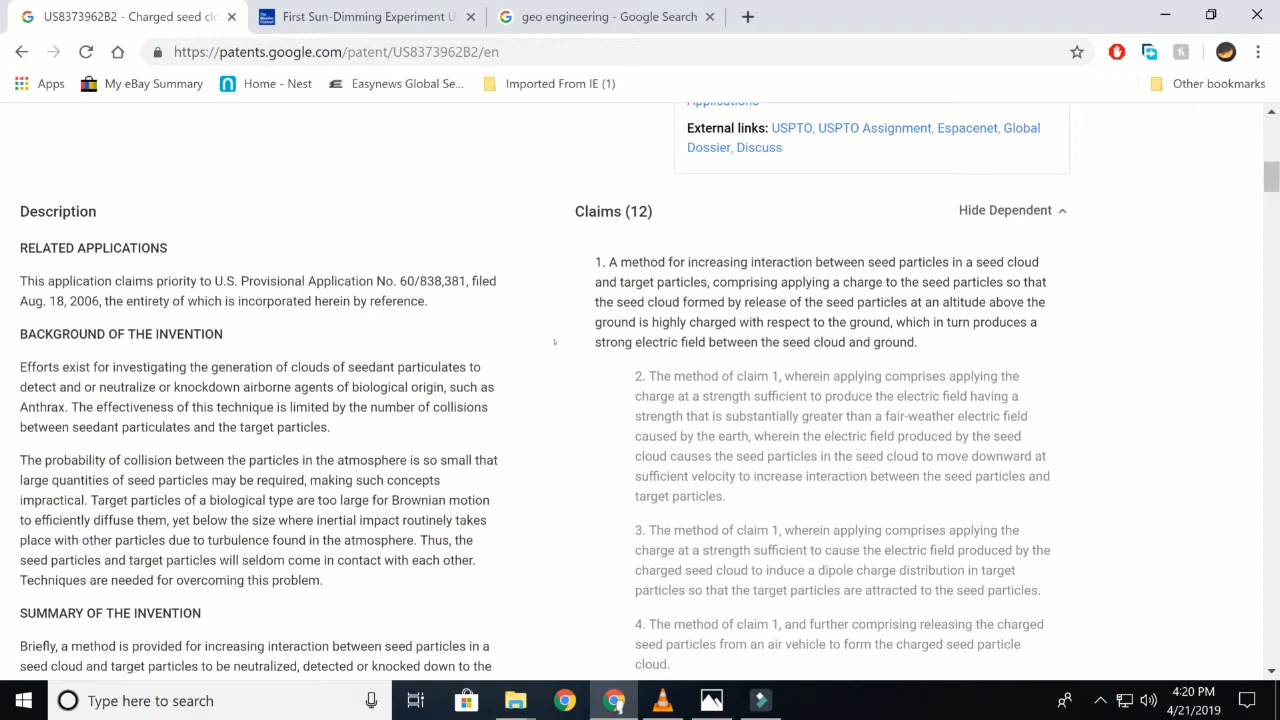 US8373962B2 - Charged seed clo
First Sun-Dimming Experiment U
geo engineering - Google Search
https://patents.google.com/patent/US8373962B2/en
Apps
My eBay Summary
Home - Nest
Easynews Global Se...
Imported From IE (1)
Other bookmarks
Applications
External links: USPTO, USPTO Assignment, Espacenet, Global
Dossier, Discuss
Description
RELATED APPLICATIONS
This application claims priority to U.S. Provisional Application No. 60/838,381, filed
Aug. 18, 2006, the entirety of which is incorporated herein by reference.
BACKGROUND OF THE INVENTION
Efforts exist for investigating the generation of clouds of seedant particulates to
detect and or neutralize or knockdown airborne agents of biological origin, such as
Anthrax. The effectiveness of this technique is limited by the number of collisions
between seedant particulates and the target particles.
The probability of collision between the particles in the atmosphere is so small that
large quantities of seed particles may be required, making such concepts
impractical. Target particles of a biological type are too large for Brownian motion
to efficiently diffuse them, yet below the size where inertial impact routinely takes
place with other particles due to turbulence found in the atmosphere. Thus, the
seed particles and target particles will seldom come in contact with each other.
Techniques are needed for overcoming this problem.
SUMMARY OF THE INVENTION
Briefly, a method is provided for increasing interaction between seed particles in a
seed cloud and target particles to be neutralized, detected or knocked down to the
Claims (12)
Hide Dependent
1. A method for increasing interaction between seed particles in a seed cloud
and target particles, comprising applying a charge to the seed particles so that
the seed cloud formed by release of the seed particles at an altitude above the
ground is highly charged with respect to the ground, which in turn produces a
strong electric field between the seed cloud and ground.
2. The method of claim 1, wherein applying comprises applying the
charge at a strength sufficient to produce the electric field having a
strength that is substantially greater than a fair-weather electric field
caused by the earth, wherein the electric field produced by the seed
cloud causes the seed particles in the seed cloud to move downward at
sufficient velocity to increase interaction between the seed particles and
target particles.
3. The method of claim 1, wherein applying comprises applying the
charge at a strength sufficient to cause the electric field produced by the
charged seed cloud to induce a dipole charge distribution in target
particles so that the target particles are attracted to the seed particles.
4. The method of claim 1, and further comprising releasing the charged
seed particles from an air vehicle to form the charged seed particle
cloud.
Type here to search
4:20 PM
4/21/2019